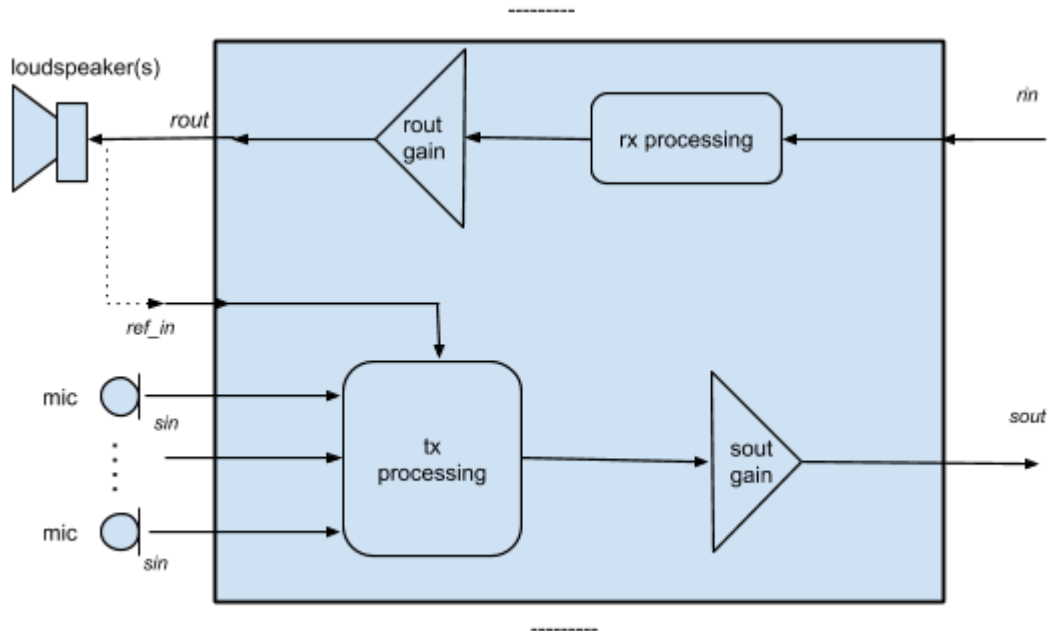 ---------
loudspeaker(s)
rout
rout
gain
rx processing
rin
ref_in
mic
sin
tx
processing
sout
gain
sout
mic
sin
---------